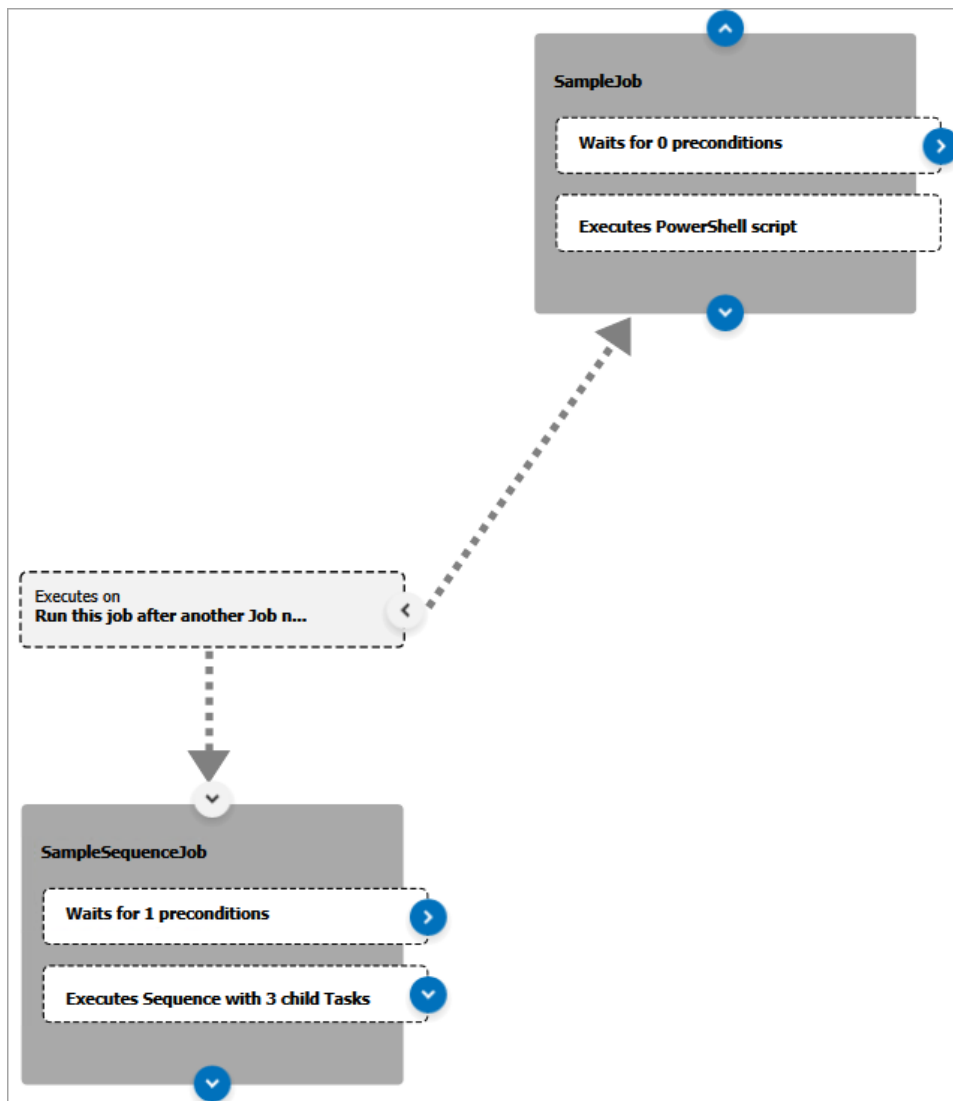 SampleJob
Waits for 0 preconditions
Executes PowerShell script
Executes on
Run this job after another Job n...
SampleSequenceJob
Waits for 1 preconditions
Executes Sequence with 3 child Tasks